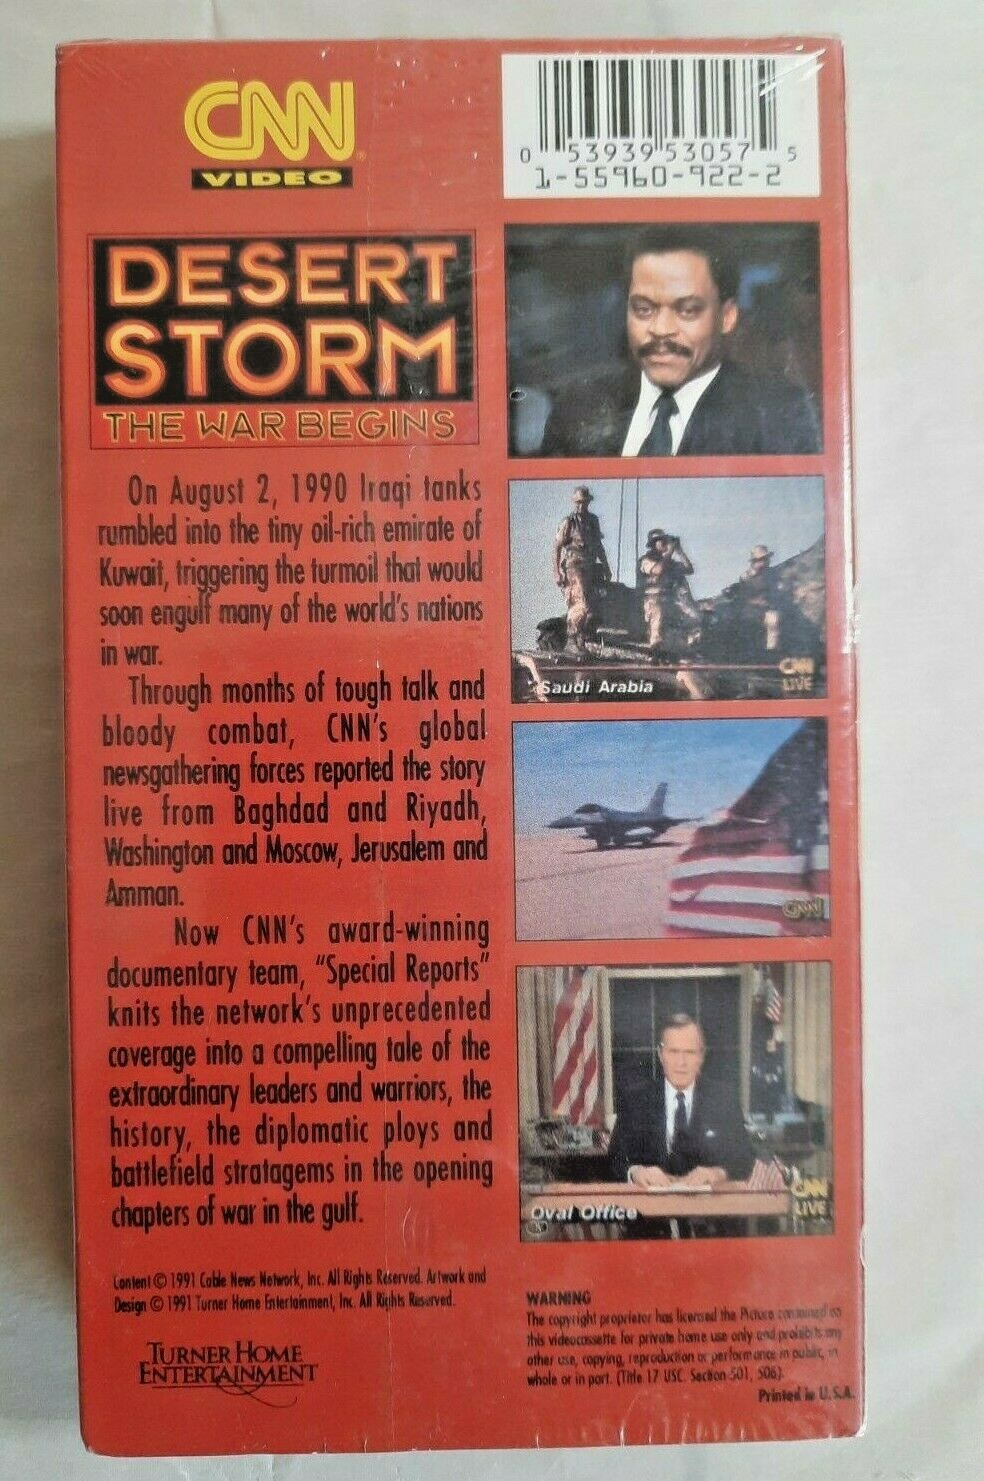 CNN®
VIDEO
0 53939 53057 5
1-55960-922-2
DESERT
STORM
THE WAR BEGINS
On August 2, 1990 Iraqi tanks
rumbled into the tiny oil-rich emirate of
Kuwait, triggering the turmoil that would
soon engulf many of the world's nations
in war.
Through months of tough talk and
bloody combat, CNN's global
newsgathering forces reported the story
live from Baghdad and Riyadh,
Washington and Moscow, Jerusalem and
Amman.
Now CNN's award-winning
documentary team, "Special Reports"
knits the network's unprecedented
coverage into a compelling tale of the
extraordinary leaders and warriors, the
history, the diplomatic ploys and
battlefield stratagems in the opening
chapters of war in the gulf.
Content © 1991 Cable News Network, Inc. All Rights Reserved. Artwork and
Design © 1991 Turner Home Entertainment, Inc. All Rights Reserved.
TURNER HOME
ENTERTAINMENT
Saudi Arabia
CNN
LIVE
CNN
Oval Office
CNN
LIVE
WARNING
The copyright proprietor has licensed the Picture contained on
this videocassette for private home use only and prohibits any
other use, copying, reproduction or performance in public, in
whole or in part. (Title 17 USC. Section 501, 506).
Printed in U.S.A.